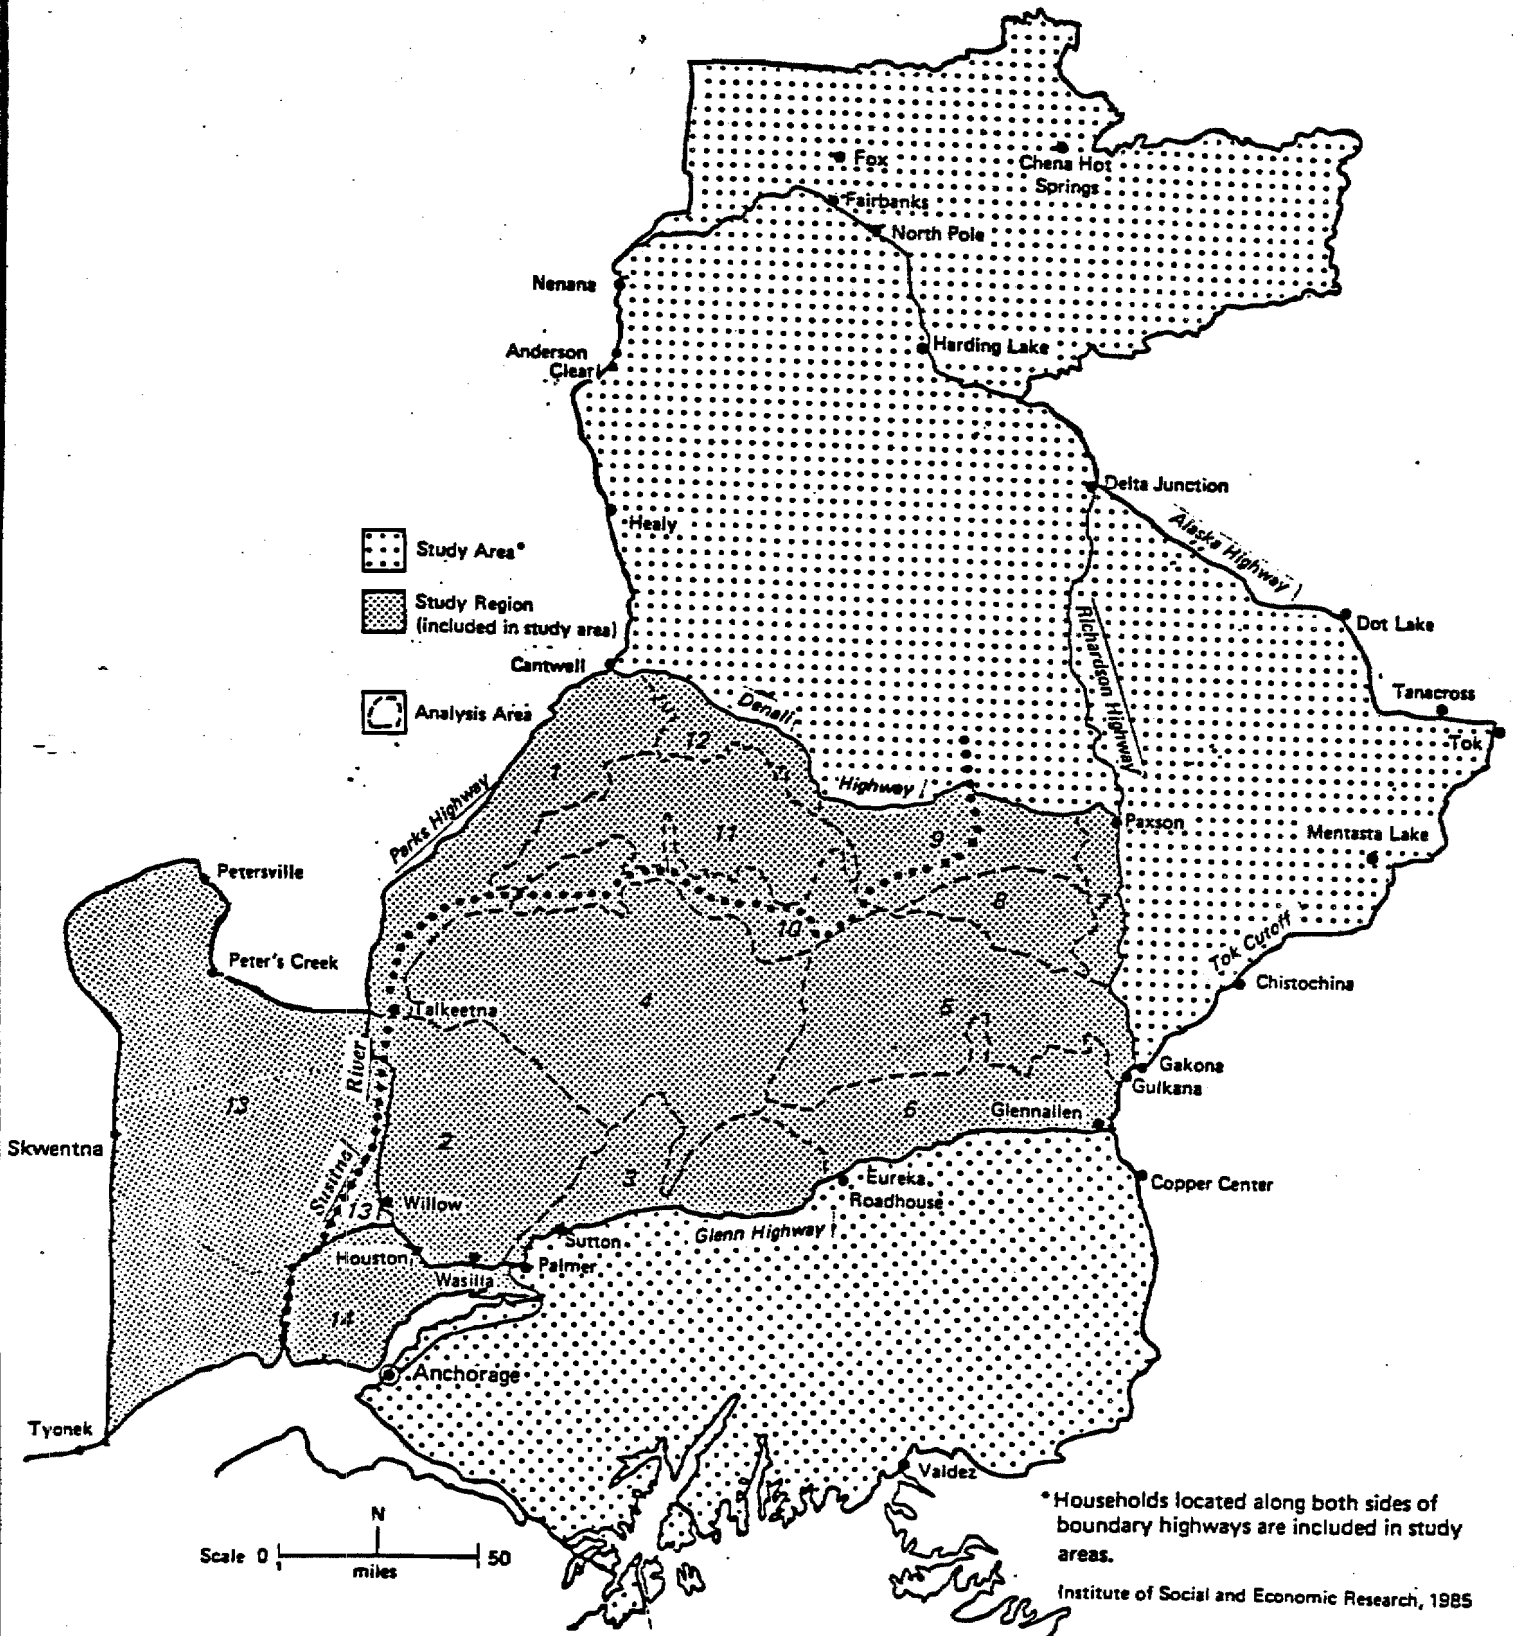 Fox
Chena Hot
Springs
Fairbanks
North Pole
Nenana
Harding Lake
Anderson
Clear
Delta Junction
Alaska Highway
Healy
Study Area*
Study Region
(included in study area)
Richardson Highway
Dot Lake
Cantwell
Tanacross
Analysis Area
Denali
Tok
12
1
Highway
Parks Highway
Paxson
11
9
Mentasta Lake
Petersville
7
8
7
10
Tok Cutoff
Peter's Creek
Chistochina
4
5
Talkeetna
River
Gakona
Gulkana
13
6
Glennallen
2
Skwentna
3
Susitna
Eureka
Roadhouse
Copper Center
13
Willow
Glenn Highway
Sutton
Houston
Palmer
Wasilla
14
Anchorage
Tyonek
Valdez
*Households located along both sides of
boundary highways are included in study
areas.
N
Scale 0 50
miles
Institute of Social and Economic Research, 1985